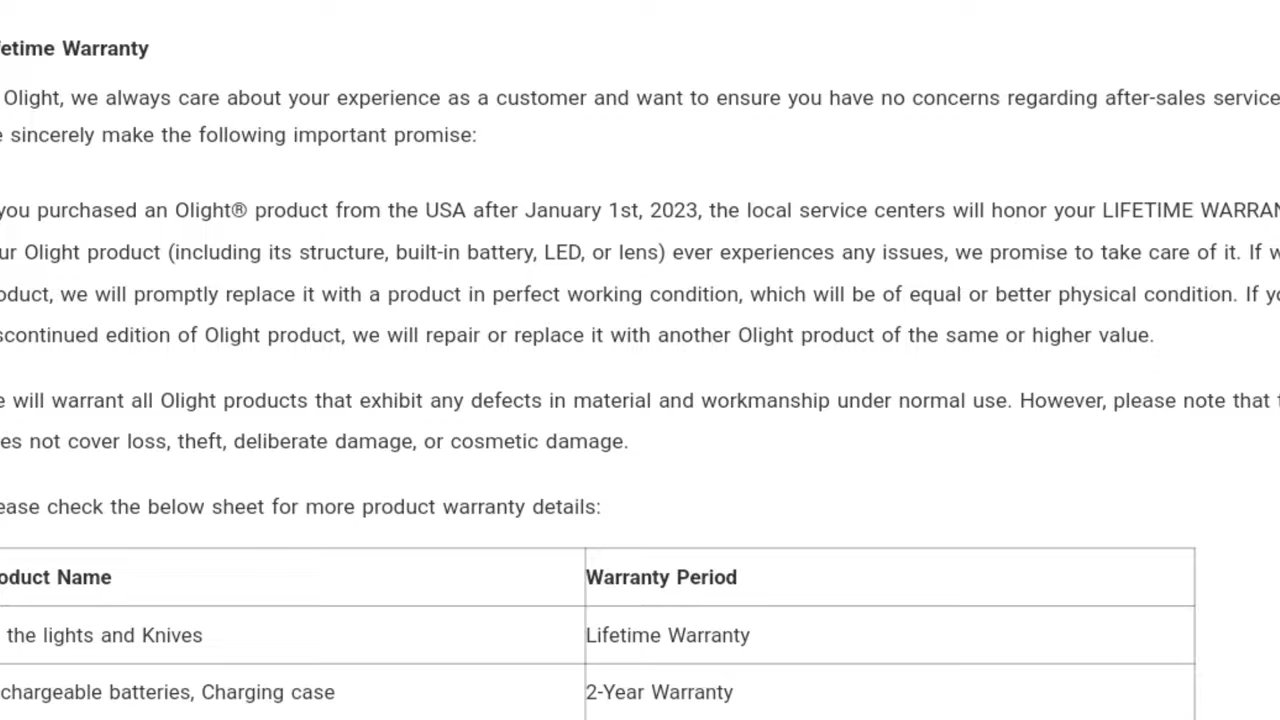 fetime Warranty
Olight, we always care about your experience as a customer and want to ensure you have no concerns regarding after-sales service
e sincerely make the following important promise:
you purchased an Olight® product from the USA after January 1st, 2023, the local service centers will honor your LIFETIME WARRAN
ur Olight product (including its structure, built-in battery, LED, or lens) ever experiences any issues, we promise to take care of it. If w
oduct, we will promptly replace it with a product in perfect working condition, which will be of equal or better physical condition. If yo
scontinued edition of Olight product, we will repair or replace it with another Olight product of the same or higher value.
e will warrant all Olight products that exhibit any defects in material and workmanship under normal use. However, please note that t
es not cover loss, theft, deliberate damage, or cosmetic damage.
ease check the below sheet for more product warranty details:
oduct Name Warranty Period
the lights and Knives Lifetime Warranty
chargeable batteries, Charging case 2-Year Warranty